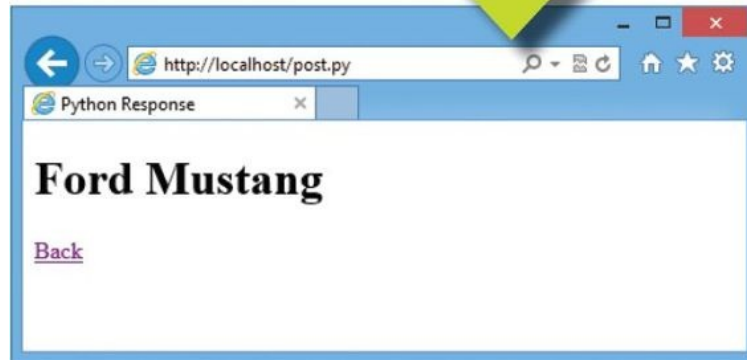 http://localhost/post.py
Python Response
Ford Mustang
Back